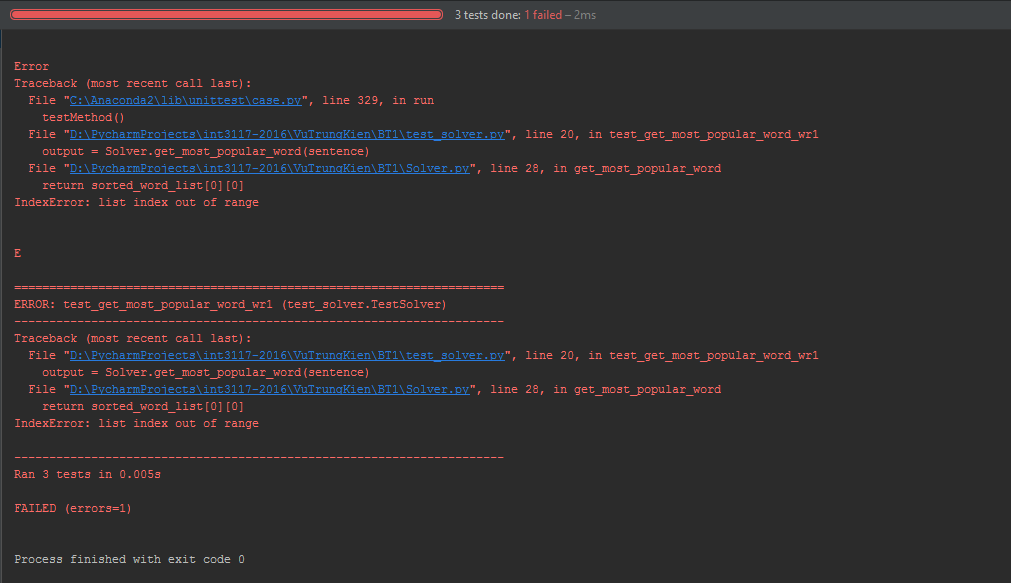 3 tests done: 1 failed – 2ms
Error
Traceback (most recent call last):
  File "C:\Anaconda2\lib\unittest\case.py", line 329, in run
    testMethod()
  File "D:\PycharmProjects\int3117-2016\VuTrungKien\BT1\test_solver.py", line 20, in test_get_most_popular_word_wr1
    output = Solver.get_most_popular_word(sentence)
  File "D:\PycharmProjects\int3117-2016\VuTrungKien\BT1\Solver.py", line 28, in get_most_popular_word
    return sorted_word_list[0][0]
IndexError: list index out of range
E
======================================================================
ERROR: test_get_most_popular_word_wr1 (test_solver.TestSolver)
----------------------------------------------------------------------
Traceback (most recent call last):
  File "D:\PycharmProjects\int3117-2016\VuTrungKien\BT1\test_solver.py", line 20, in test_get_most_popular_word_wr1
    output = Solver.get_most_popular_word(sentence)
  File "D:\PycharmProjects\int3117-2016\VuTrungKien\BT1\Solver.py", line 28, in get_most_popular_word
    return sorted_word_list[0][0]
IndexError: list index out of range
----------------------------------------------------------------------
Ran 3 tests in 0.005s
FAILED (errors=1)
Process finished with exit code 0